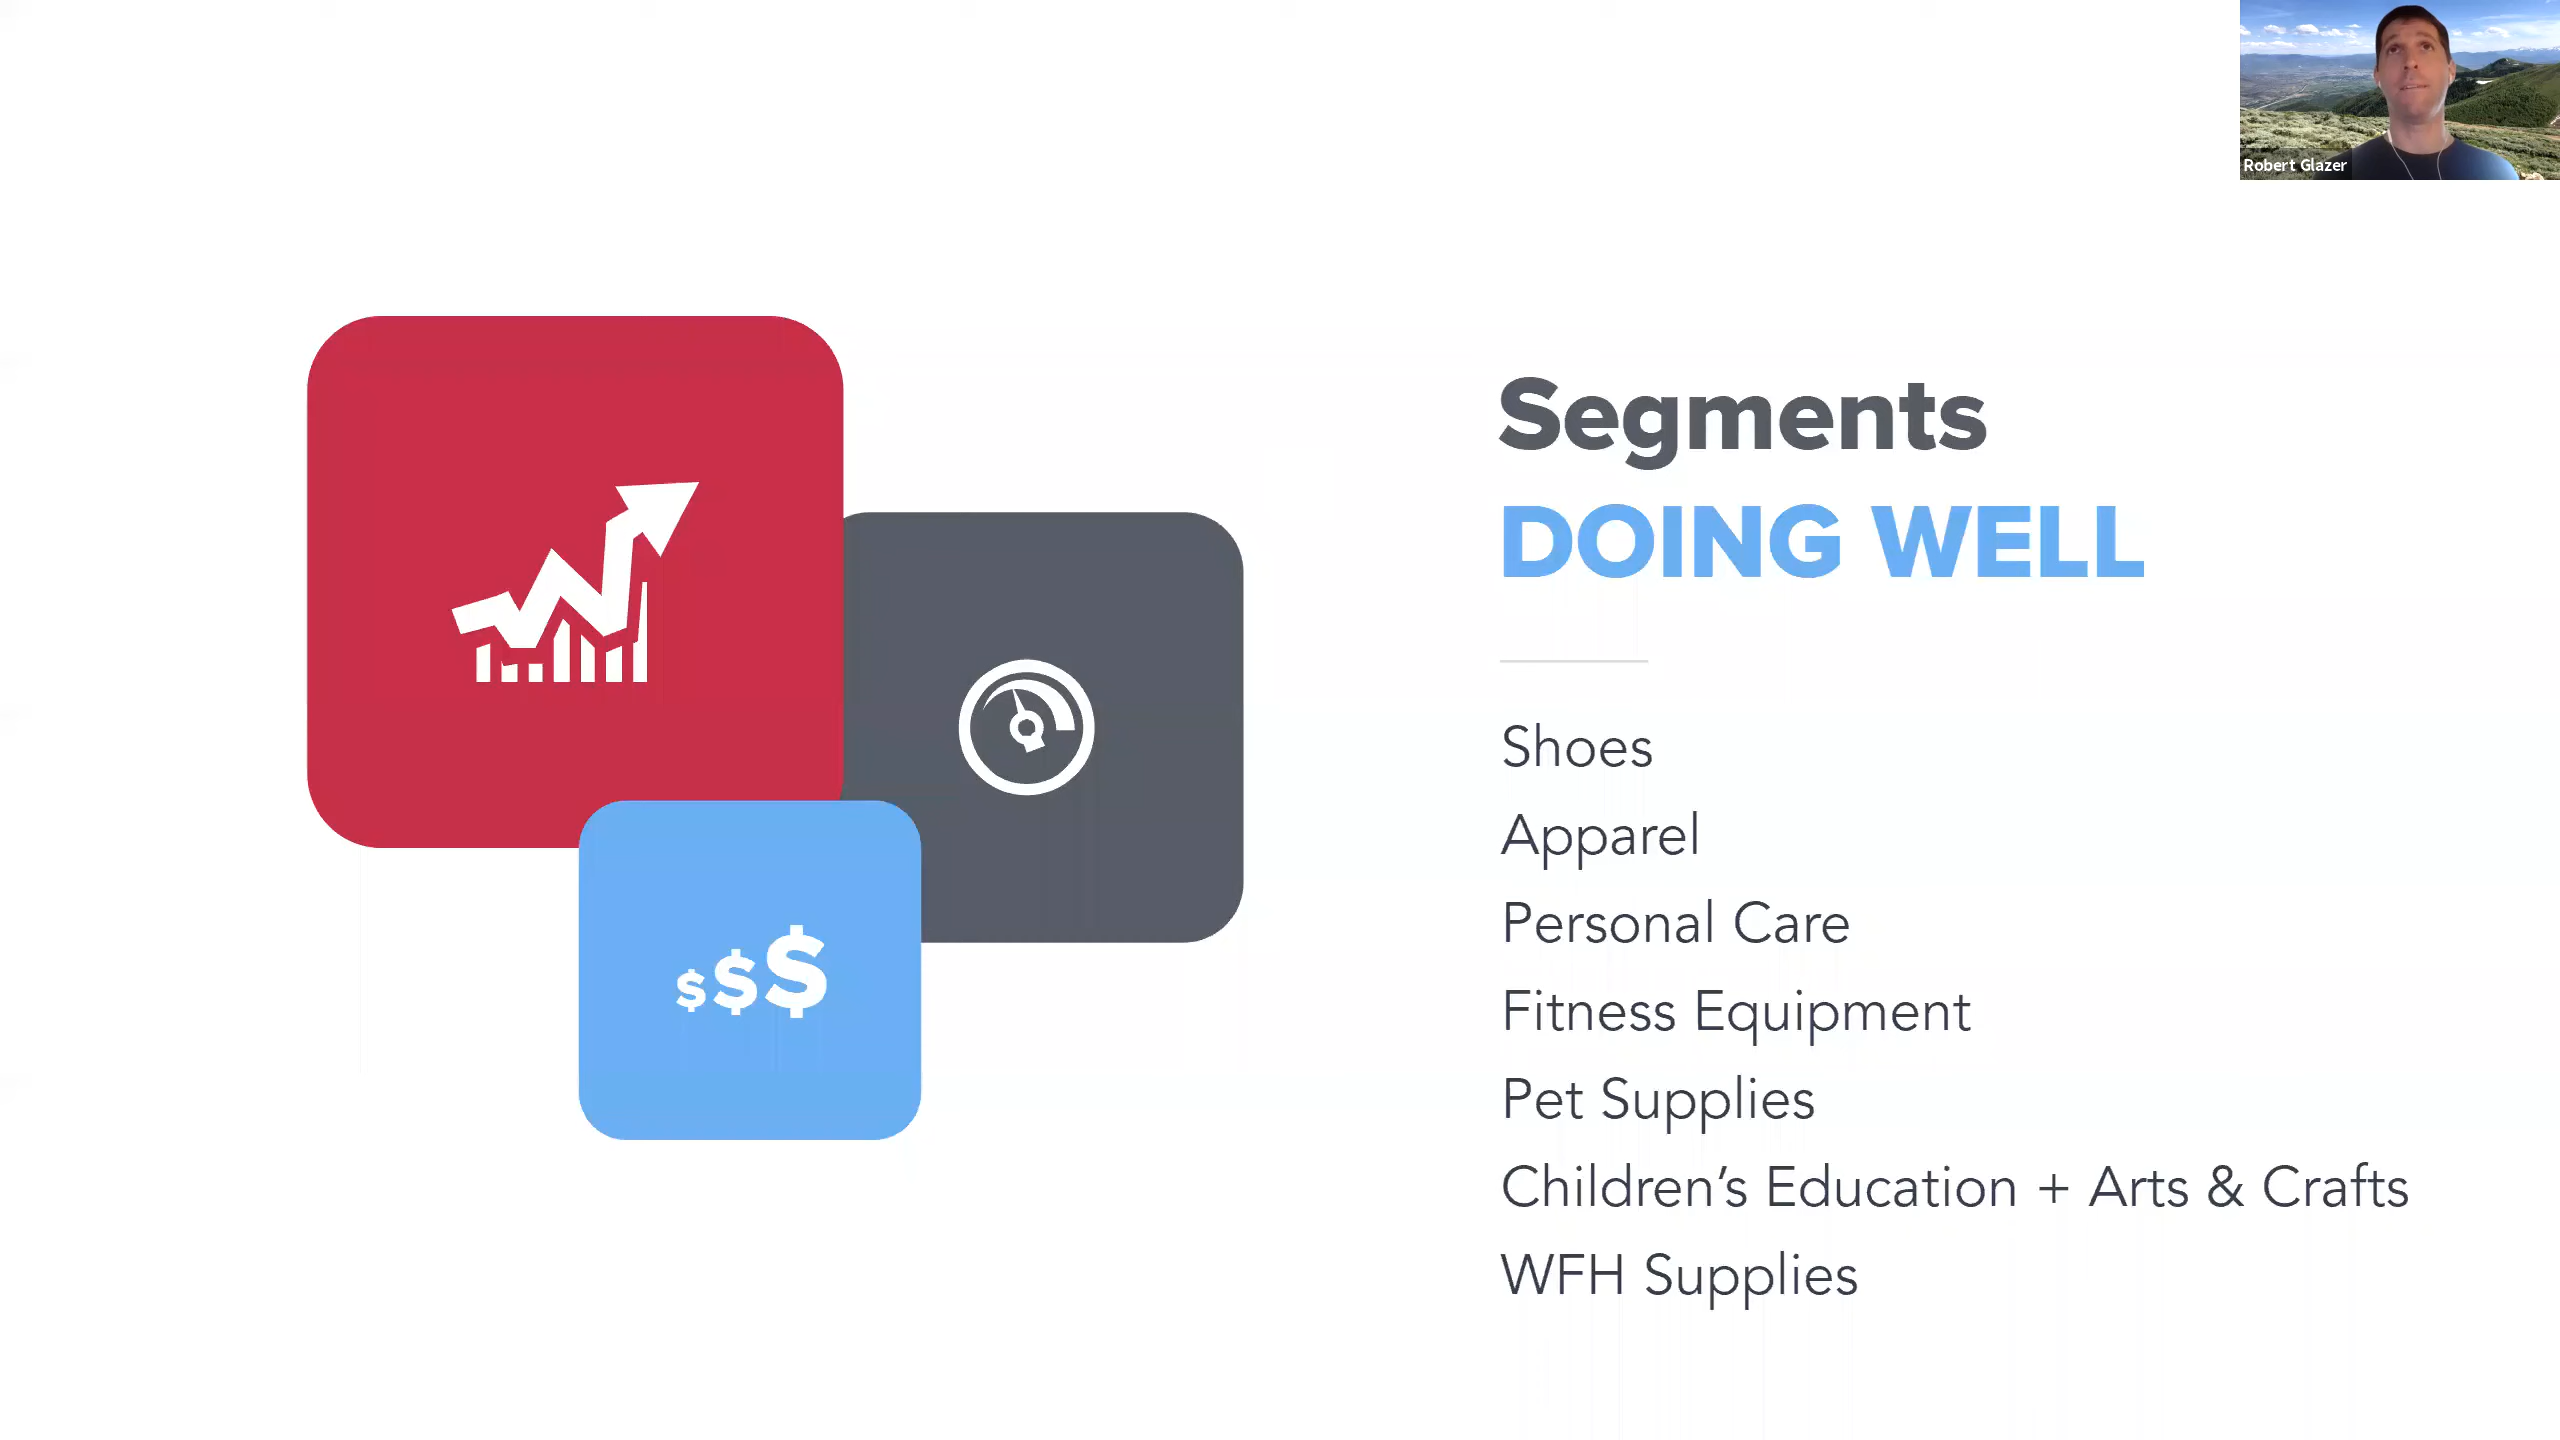 Robert Glazer
Segments
DOING WELL
Shoes
Apparel
Personal Care
Fitness Equipment
Pet Supplies
Children’s Education + Arts & Crafts
WFH Supplies
$$$